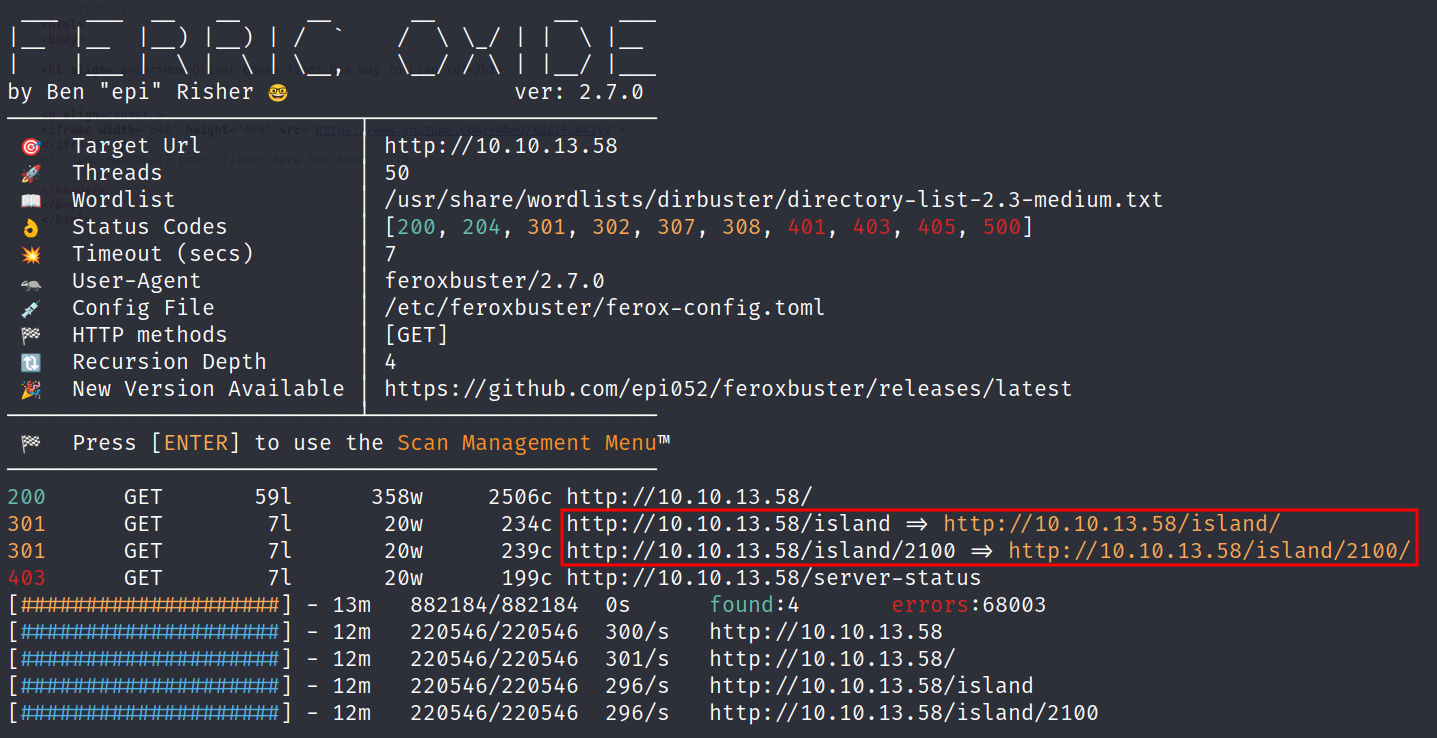 FERRIC OXIDE
by Ben "epi" Risher 🤓 ver: 2.7.0
🎯 Target Url │ http://10.10.13.58
🚀 Threads │ 50
📖 Wordlist │ /usr/share/wordlists/dirbuster/directory-list-2.3-medium.txt
👌 Status Codes │ [200, 204, 301, 302, 307, 308, 401, 403, 405, 500]
💥 Timeout (secs) │ 7
🦡 User-Agent │ feroxbuster/2.7.0
💉 Config File │ /etc/feroxbuster/ferox-config.toml
🏁 HTTP methods │ [GET]
🔃 Recursion Depth │ 4
🎉 New Version Available │ https://github.com/epi052/feroxbuster/releases/latest
🏁 Press [ENTER] to use the Scan Management Menu™
200 GET 59l 358w 2506c http://10.10.13.58/
301 GET 7l 20w 234c http://10.10.13.58/island => http://10.10.13.58/island/
301 GET 7l 20w 239c http://10.10.13.58/island/2100 => http://10.10.13.58/island/2100/
403 GET 7l 20w 199c http://10.10.13.58/server-status
[####################] - 13m 882184/882184 0s found:4 errors:68003
[####################] - 12m 220546/220546 300/s http://10.10.13.58
[####################] - 12m 220546/220546 301/s http://10.10.13.58/
[####################] - 12m 220546/220546 296/s http://10.10.13.58/island
[####################] - 12m 220546/220546 296/s http://10.10.13.58/island/2100